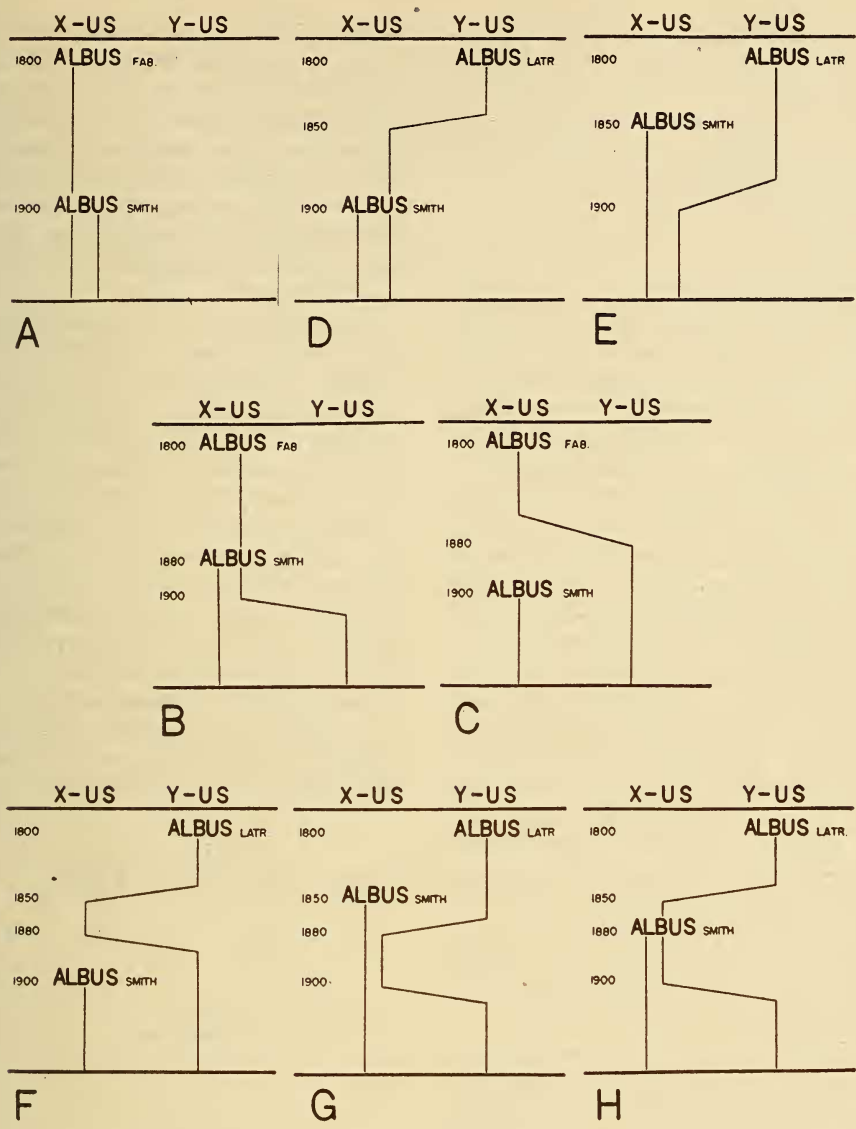 X-US Y-US
1800 ALBUS FAB.
1900 ALBUS SMITH
A
X-US Y-US
1800 ALBUS LATR
1850
1900 ALBUS SMITH
D
X-US Y-US
1800 ALBUS LATR
1850 ALBUS SMITH
1900
E
X-US Y-US
1800 ALBUS FAB
1880 ALBUS SMITH
1900
B
X-US Y-US
1800 ALBUS FAB.
1880
1900 ALBUS SMITH
C
X-US Y-US
1800 ALBUS LATR
1850
1880
1900 ALBUS SMITH
F
X-US Y-US
1800 ALBUS LATR
1850 ALBUS SMITH
1880
1900
G
X-US Y-US
1800 ALBUS LATR.
1850
1880 ALBUS SMITH
1900
H